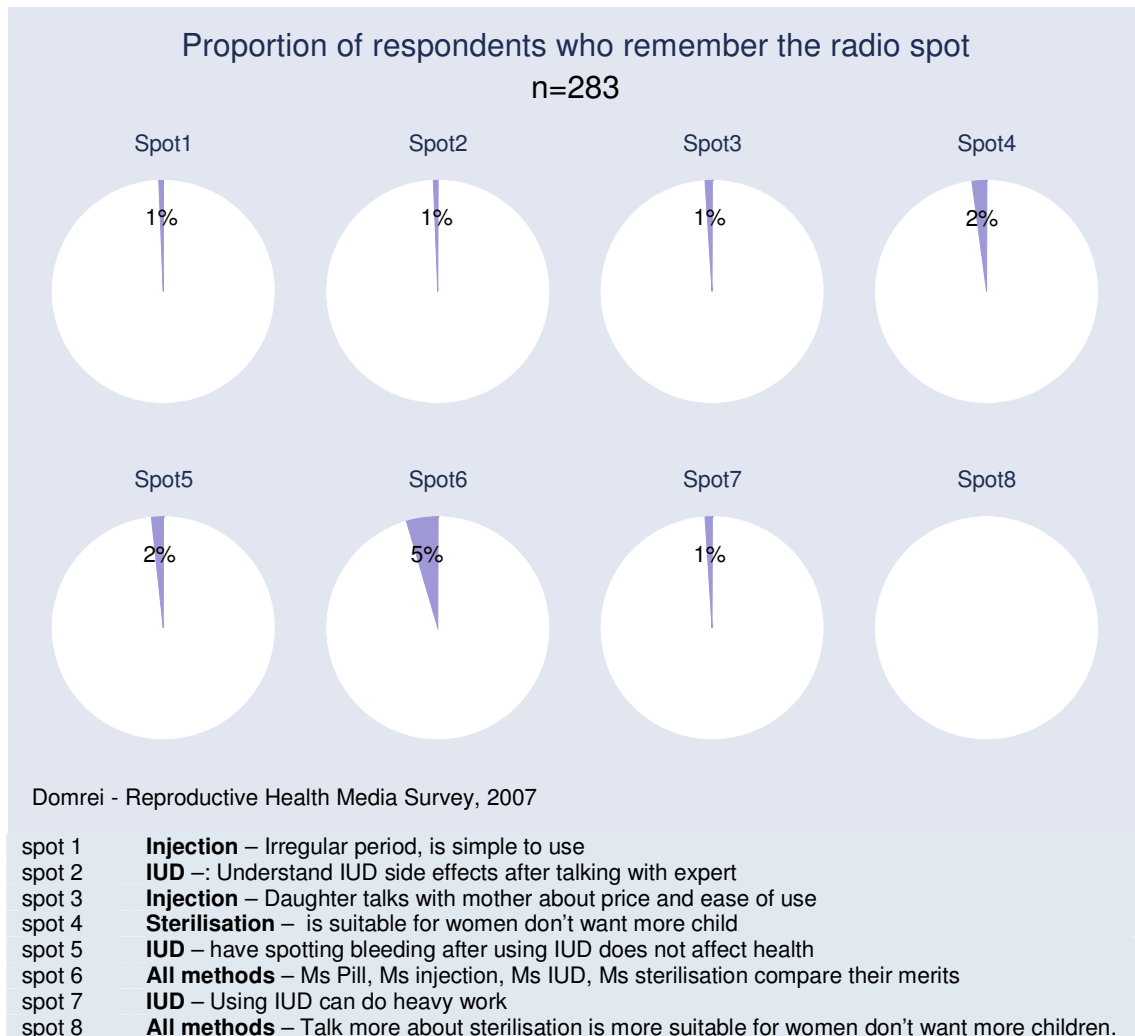 Proportion of respondents who remember the radio spot
n=283
Spot1 Spot2 Spot3 Spot4
1% 1% 1% 2%
Spot5 Spot6 Spot7 Spot8
2% 5% 1%
Domrei - Reproductive Health Media Survey, 2007
spot 1 Injection – Irregular period, is simple to use
spot 2 IUD –: Understand IUD side effects after talking with expert
spot 3 Injection – Daughter talks with mother about price and ease of use
spot 4 Sterilisation – is suitable for women don't want more child
spot 5 IUD – have spotting bleeding after using IUD does not affect health
spot 6 All methods – Ms Pill, Ms injection, Ms IUD, Ms sterilisation compare their merits
spot 7 IUD – Using IUD can do heavy work
spot 8 All methods – Talk more about sterilisation is more suitable for women don't want more children.